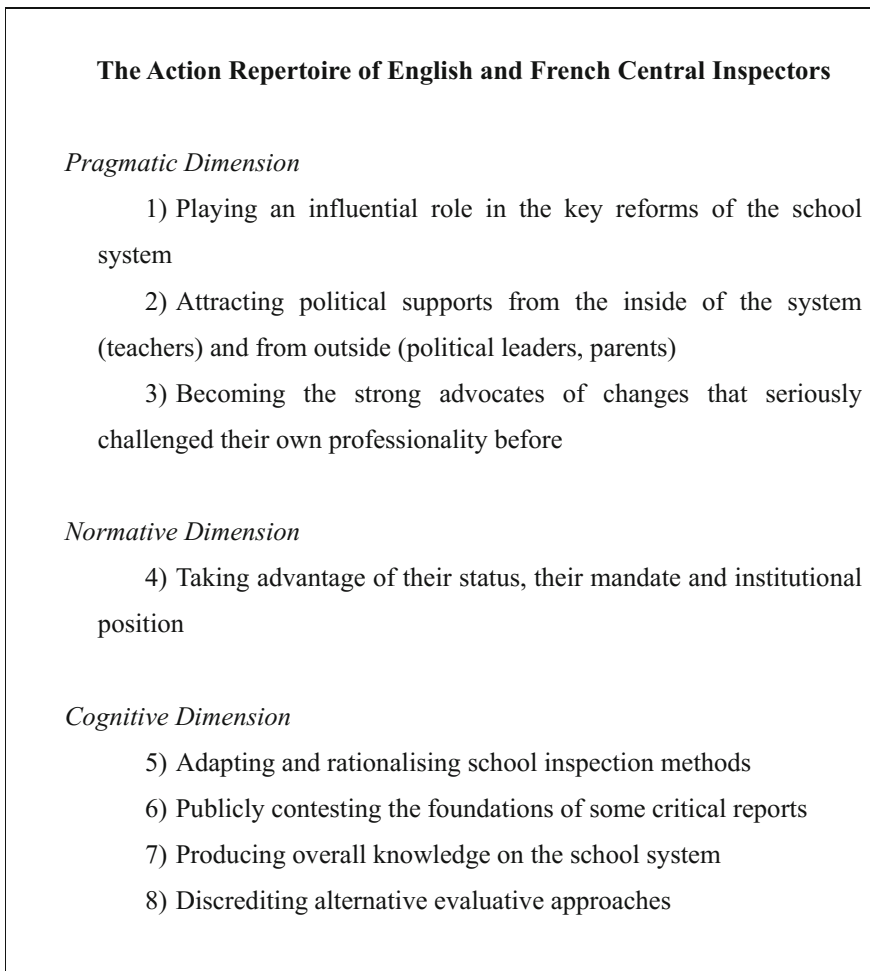 The Action Repertoire of English and French Central Inspectors
Pragmatic Dimension
1) Playing an influential role in the key reforms of the school
system
2) Attracting political supports from the inside of the system
(teachers) and from outside (political leaders, parents)
3) Becoming the strong advocates of changes that seriously
challenged their own professionality before
Normative Dimension
4) Taking advantage of their status, their mandate and institutional
position
Cognitive Dimension
5) Adapting and rationalising school inspection methods
6) Publicly contesting the foundations of some critical reports
7) Producing overall knowledge on the school system
8) Discrediting alternative evaluative approaches